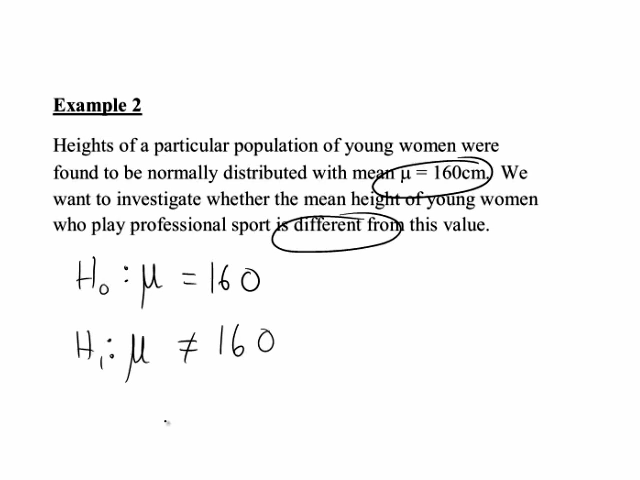 Example 2
Heights of a particular population of young women were
found to be normally distributed with mean μ = 160cm. We
want to investigate whether the mean height of young women
who play professional sport is different from this value.
H₀ : μ = 160
H₁ : μ ≠ 160